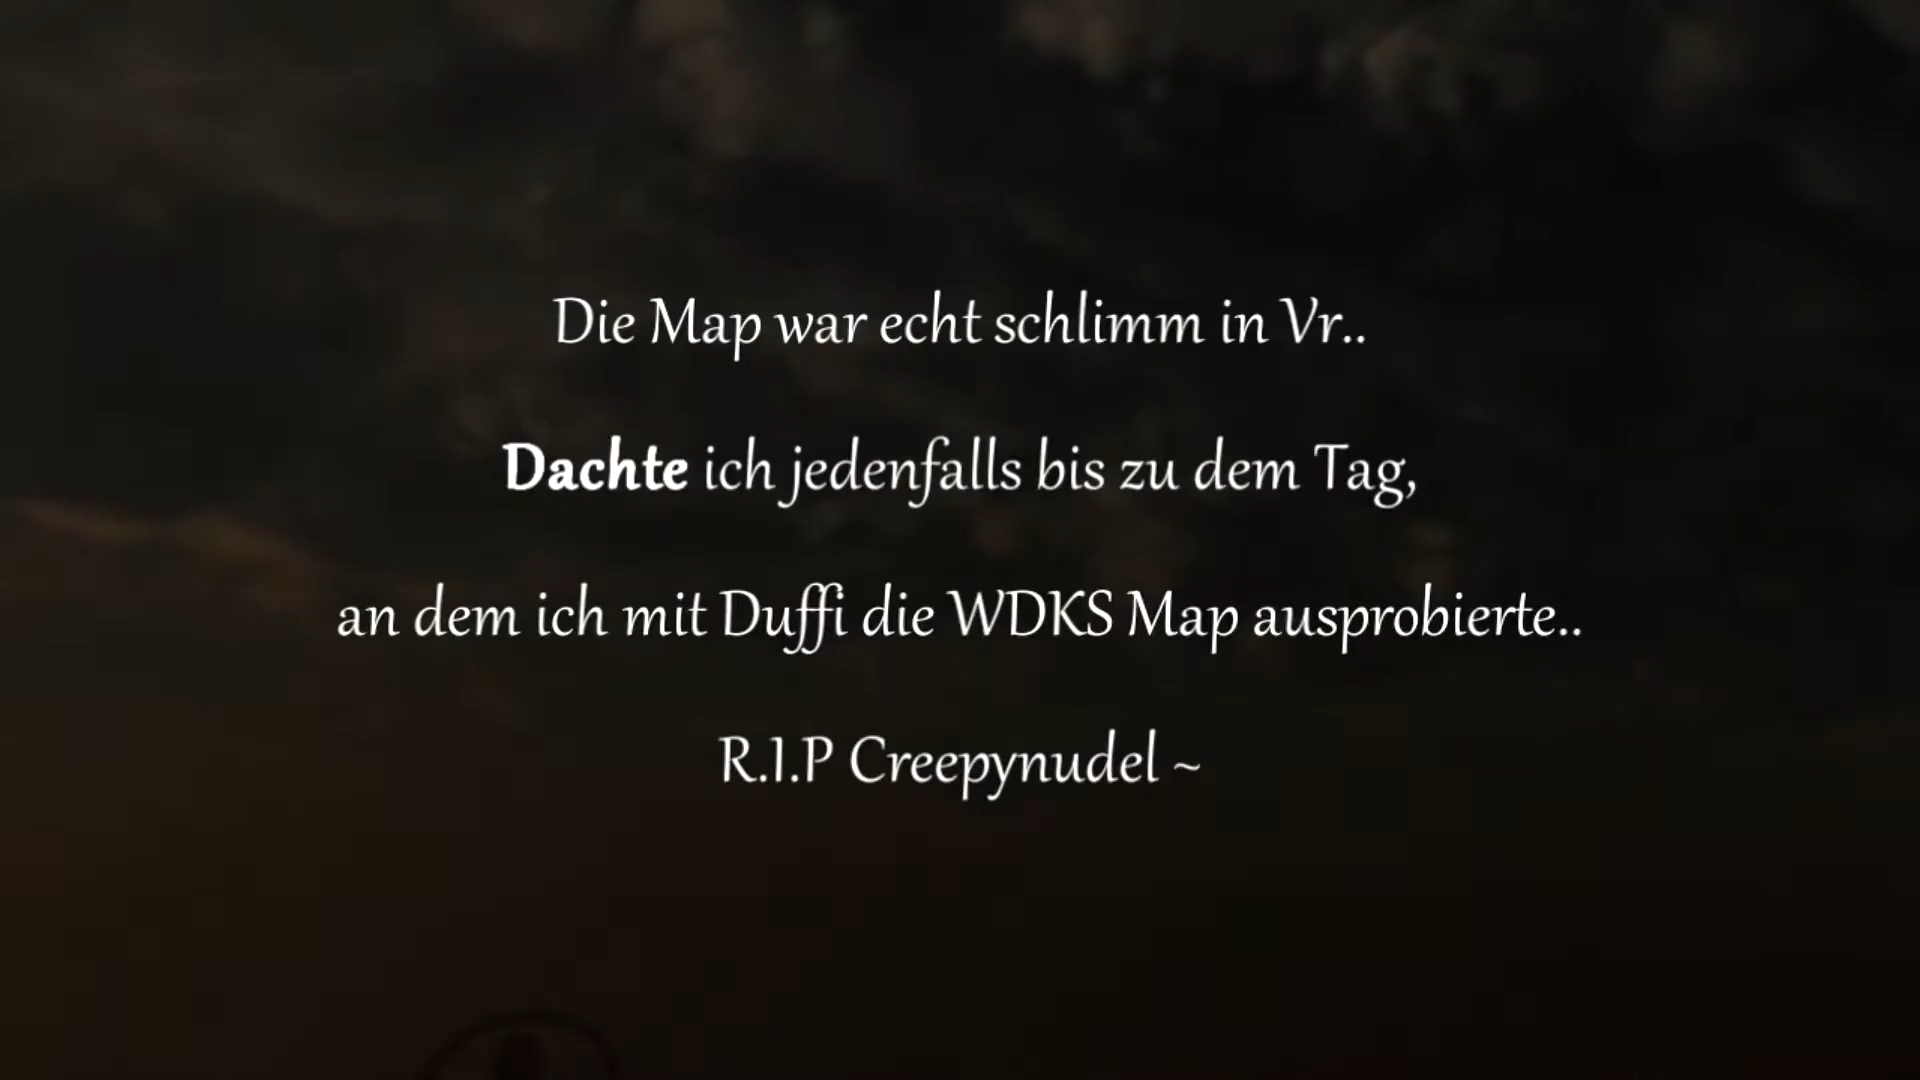 Die Map war echt schlimm in Vr..
Dachte ich jedenfalls bis zu dem Tag,
an dem ich mit Duffi die WDKS Map ausprobierte..
R.I.P Creepynudel ~